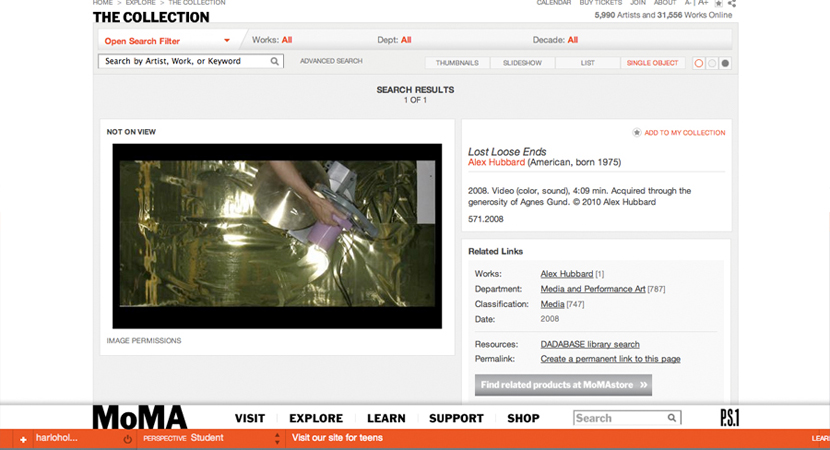 HOME > EXPLORE > THE COLLECTION
CALENDAR BUY TICKETS JOIN ABOUT A- | A+
THE COLLECTION
5,990 Artists and 31,556 Works Online
Open Search Filter
Works: All
Dept: All
Decade: All
Search by Artist, Work, or Keyword
ADVANCED SEARCH
THUMBNAILS
SLIDESHOW
LIST
SINGLE OBJECT
SEARCH RESULTS
1 OF 1
NOT ON VIEW
IMAGE PERMISSIONS
ADD TO MY COLLECTION
Lost Loose Ends
Alex Hubbard (American, born 1975)
2008. Video (color, sound), 4:09 min. Acquired through the
generosity of Agnes Gund. © 2010 Alex Hubbard
571.2008
Related Links
Works: Alex Hubbard [1]
Department: Media and Performance Art [787]
Classification: Media [747]
Date: 2008
Resources: DADABASE library search
Permalink: Create a permanent link to this page
Find related products at MoMAstore »
MoMA
VISIT
EXPLORE
LEARN
SUPPORT
SHOP
Search
P.S.1
+ harlohol...
PERSPECTIVE Student
Visit our site for teens
LEAR